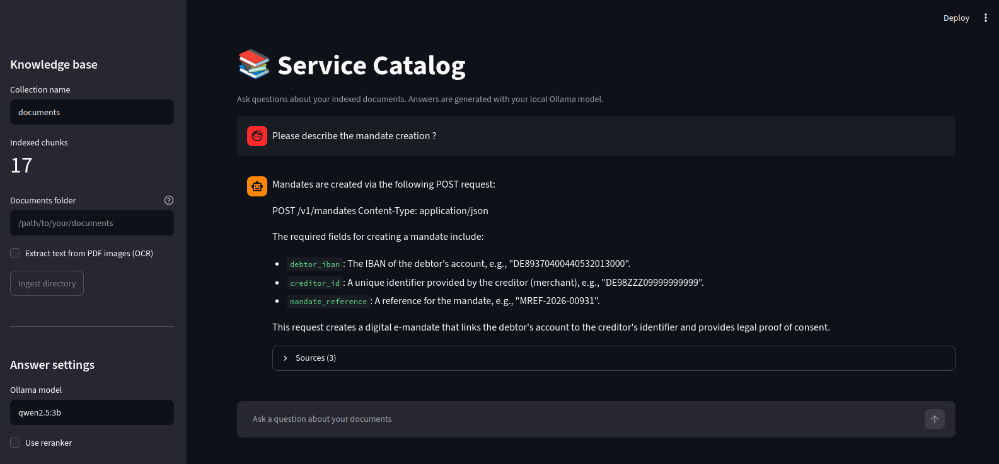 Deploy
Knowledge base
Collection name
documents
Indexed chunks
17
Documents folder
/path/to/your/documents
Extract text from PDF images (OCR)
Ingest directory
Answer settings
Ollama model
qwen2.5:3b
Use reranker
Service Catalog
Ask questions about your indexed documents. Answers are generated with your local Ollama model.
Please describe the mandate creation ?
Mandates are created via the following POST request:
POST /v1/mandates Content-Type: application/json
The required fields for creating a mandate include:
debtor_iban: The IBAN of the debtor's account, e.g., "DE89370400440532013000".
creditor_id: A unique identifier provided by the creditor (merchant), e.g., "DE98ZZZ09999999999".
mandate_reference: A reference for the mandate, e.g., "MREF-2026-00931".
This request creates a digital e-mandate that links the debtor's account to the creditor's identifier and provides legal proof of consent.
Sources (3)
Ask a question about your documents